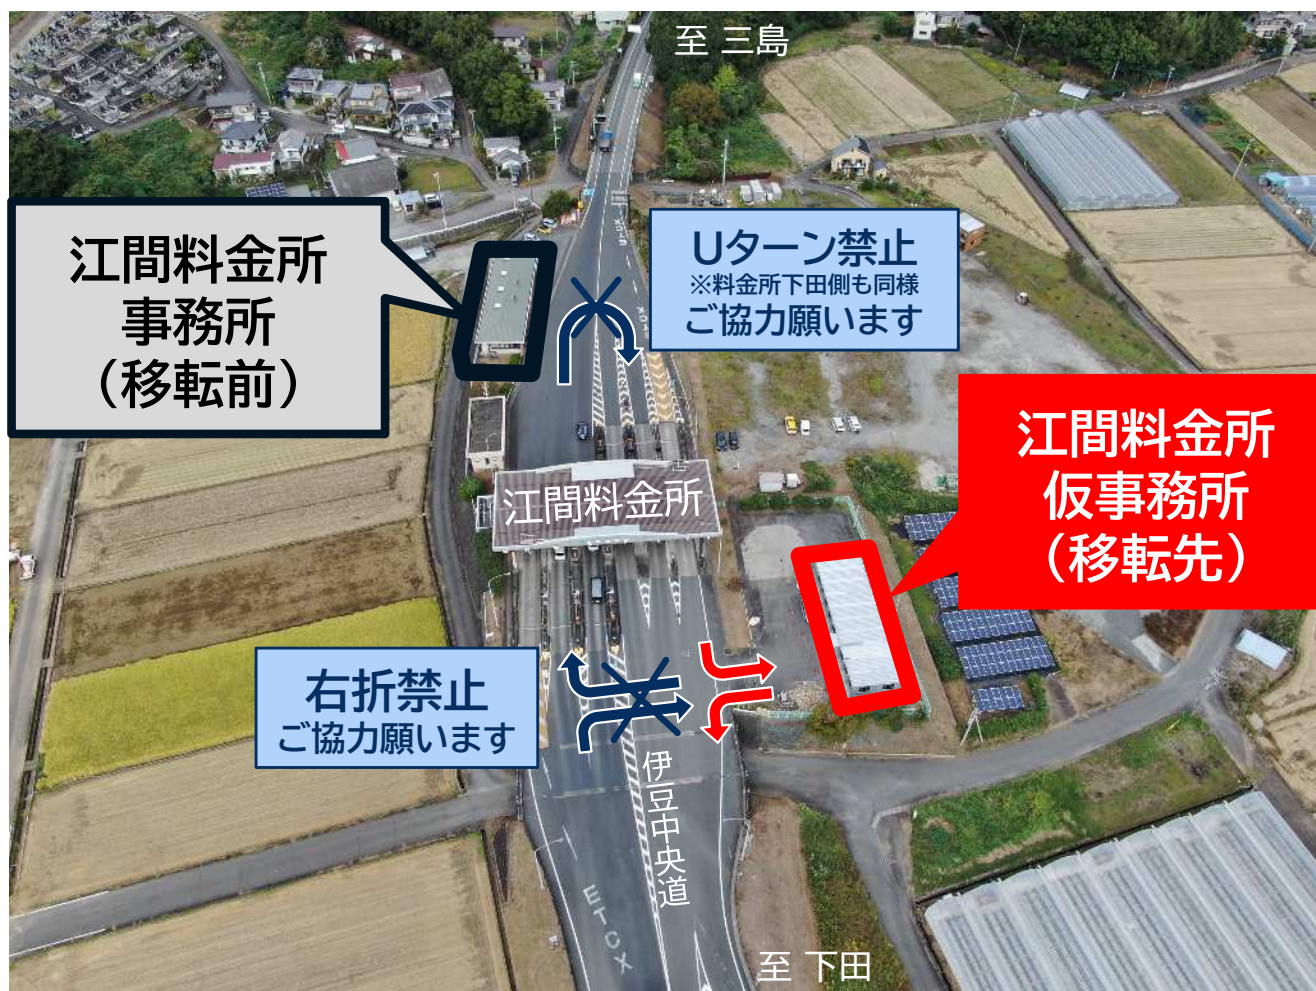 至 三島
江間料金所
事務所
（移転前）
Uターン禁止
※料金所下田側も同様
ご協力願います
江間料金所
仮事務所
（移転先）
江間料金所
右折禁止
ご協力願います
伊豆中央道
ETC×
至 下田